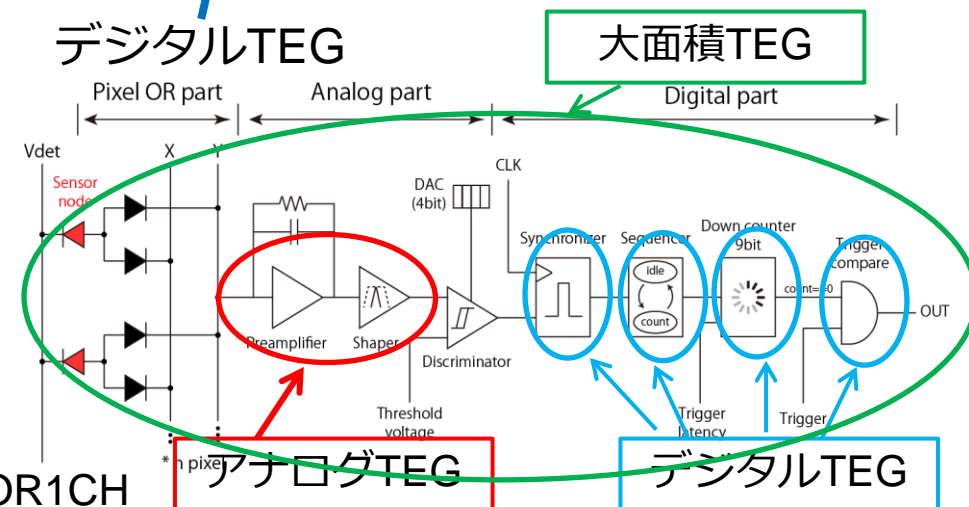 デジタルTEG
大面積TEG
Pixel OR part
Analog part
Digital part
Vdet
X
Y
CLK
Sensor
node
DAC
(4bit)
Synchronizer
Sequencer
Down counter
9bit
Trigger
compare
idle
count
count==0
OUT
Preamplifier
Shaper
Discriminator
Threshold
voltage
Trigger
latency
Trigger
* n pixel
アナログTEG
デジタルTEG
OR1CH